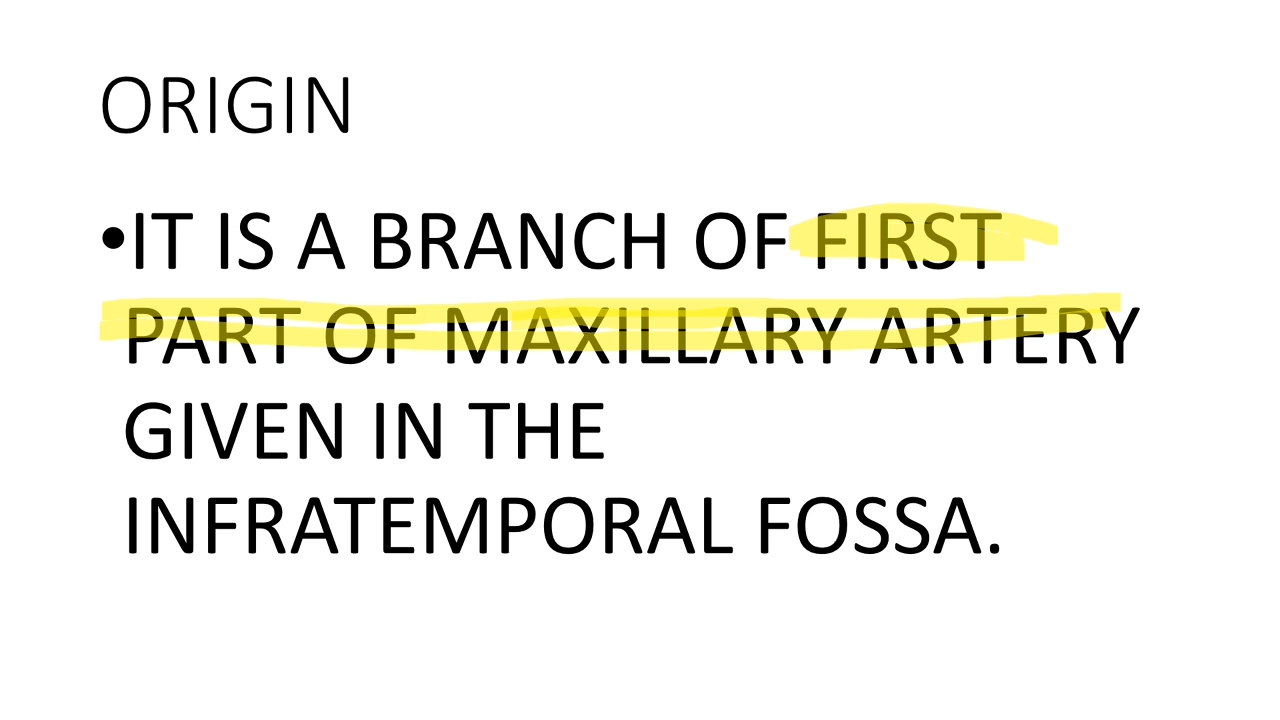 ORIGIN
•IT IS A BRANCH OF FIRST
PART OF MAXILLARY ARTERY
GIVEN IN THE
INFRATEMPORAL FOSSA.